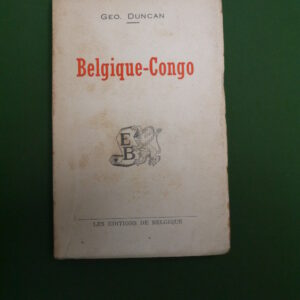 GEO. DUNCAN
Belgique-Congo
EB
LES EDITIONS DE BELGIQUE